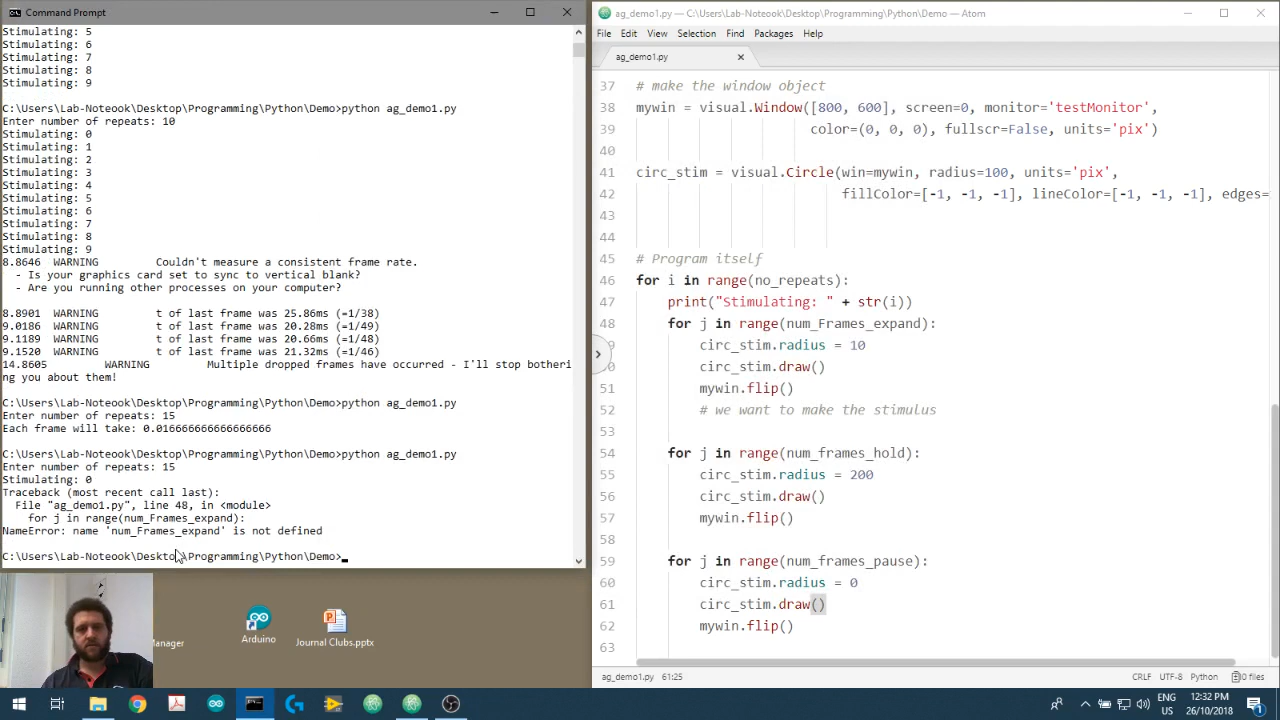 Command Prompt
Stimulating: 5
Stimulating: 6
Stimulating: 7
Stimulating: 8
Stimulating: 9
C:\Users\Lab-Noteook\Desktop\Programming\Python\Demo>python ag_demo1.py
Enter number of repeats: 10
Stimulating: 0
Stimulating: 1
Stimulating: 2
Stimulating: 3
Stimulating: 4
Stimulating: 5
Stimulating: 6
Stimulating: 7
Stimulating: 8
Stimulating: 9
8.8646 WARNING Couldn't measure a consistent frame rate.
- Is your graphics card set to sync to vertical blank?
- Are you running other processes on your computer?
8.8901 WARNING t of last frame was 25.86ms (=1/38)
9.0186 WARNING t of last frame was 20.28ms (=1/49)
9.1189 WARNING t of last frame was 20.66ms (=1/48)
9.1520 WARNING t of last frame was 21.32ms (=1/46)
14.8605 WARNING Multiple dropped frames have occurred - I'll stop botheri
ng you about them!
C:\Users\Lab-Noteook\Desktop\Programming\Python\Demo>python ag_demo1.py
Enter number of repeats: 15
Each frame will take: 0.016666666666666666
C:\Users\Lab-Noteook\Desktop\Programming\Python\Demo>python ag_demo1.py
Enter number of repeats: 15
Stimulating: 0
Traceback (most recent call last):
File "ag_demo1.py", line 48, in <module>
for j in range(num_Frames_expand):
NameError: name 'num_Frames_expand' is not defined
C:\Users\Lab-Noteook\Desktop\Programming\Python\Demo>
ag_demo1.py — C:\Users\Lab-Noteook\Desktop\Programming\Python\Demo — Atom
File Edit View Selection Find Packages Help
ag_demo1.py
37 # make the window object
38 mywin = visual.Window([800, 600], screen=0, monitor='testMonitor',
39 color=(0, 0, 0), fullscr=False, units='pix')
40
41 circ_stim = visual.Circle(win=mywin, radius=100, units='pix',
42 fillColor=[-1, -1, -1], lineColor=[-1, -1, -1], edges=
43
44
45 # Program itself
46 for i in range(no_repeats):
47 print("Stimulating: " + str(i))
48 for j in range(num_Frames_expand):
9 circ_stim.radius = 10
0 circ_stim.draw()
51 mywin.flip()
52 # we want to make the stimulus
53
54 for j in range(num_frames_hold):
55 circ_stim.radius = 200
56 circ_stim.draw()
57 mywin.flip()
58
59 for j in range(num_frames_pause):
60 circ_stim.radius = 0
61 circ_stim.draw()
62 mywin.flip()
63
ag_demo1.py 61:25 CRLF UTF-8 Python 0 files
Manager
Arduino
Journal Clubs.pptx
ENG
US
12:32 PM
26/10/2018